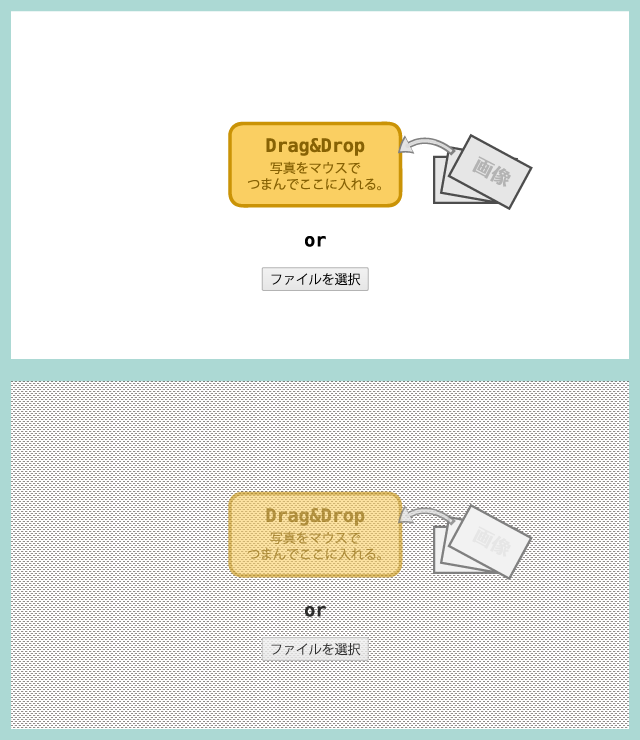 Drag&Drop
写真をマウスで
つまんでここに入れる。
画像
or
ファイルを選択
Drag&Drop
写真をマウスで
つまんでここに入れる。
画像
or
ファイルを選択